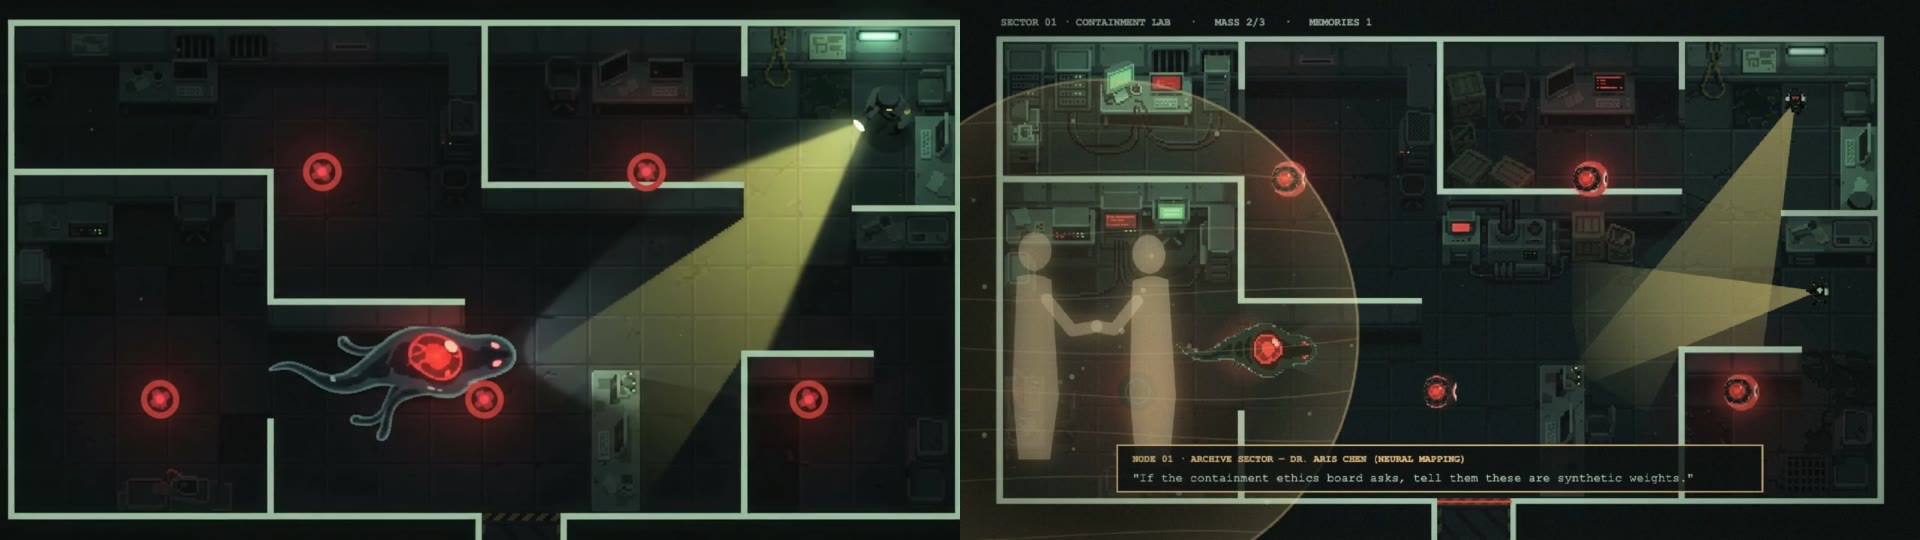 SECTOR 01 · CONTAINMENT LAB · MASS 2/3 · MEMORIES 1
NODE 01 · ARCHIVE SECTOR — DR. ARIS CHEN (NEURAL MAPPING)
"If the containment ethics board asks, tell them these are synthetic weights."